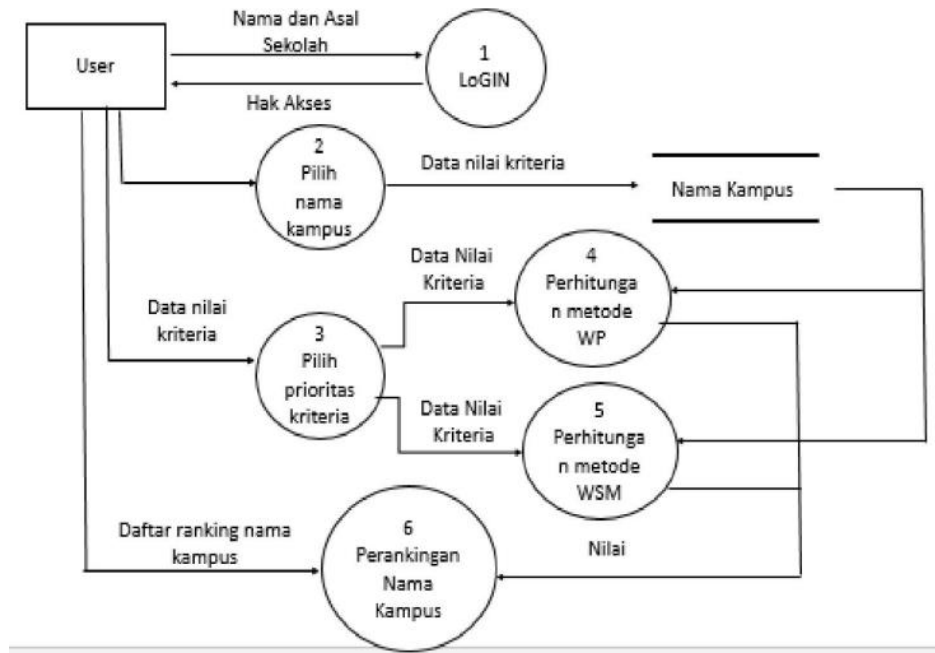 Nama dan Asal
Sekolah
User
1
LoGIN
Hak Akses
2
Pilih
nama
kampus
Data nilai kriteria
Nama Kampus
Data Nilai
Kriteria
4
Perhitunga
n metode
WP
Data nilai
kriteria
3
Pilih
prioritas
kriteria
Data Nilai
Kriteria
5
Perhitunga
n metode
WSM
Daftar ranking nama
kampus
6
Perankingan
Nama
Kampus
Nilai